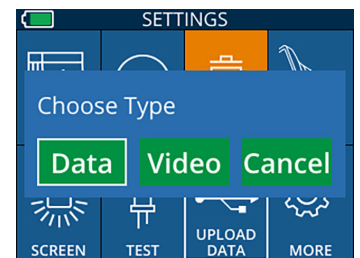 SETTINGS
Choose Type
Data Video Cancel
SCREEN TEST UPLOAD DATA MORE